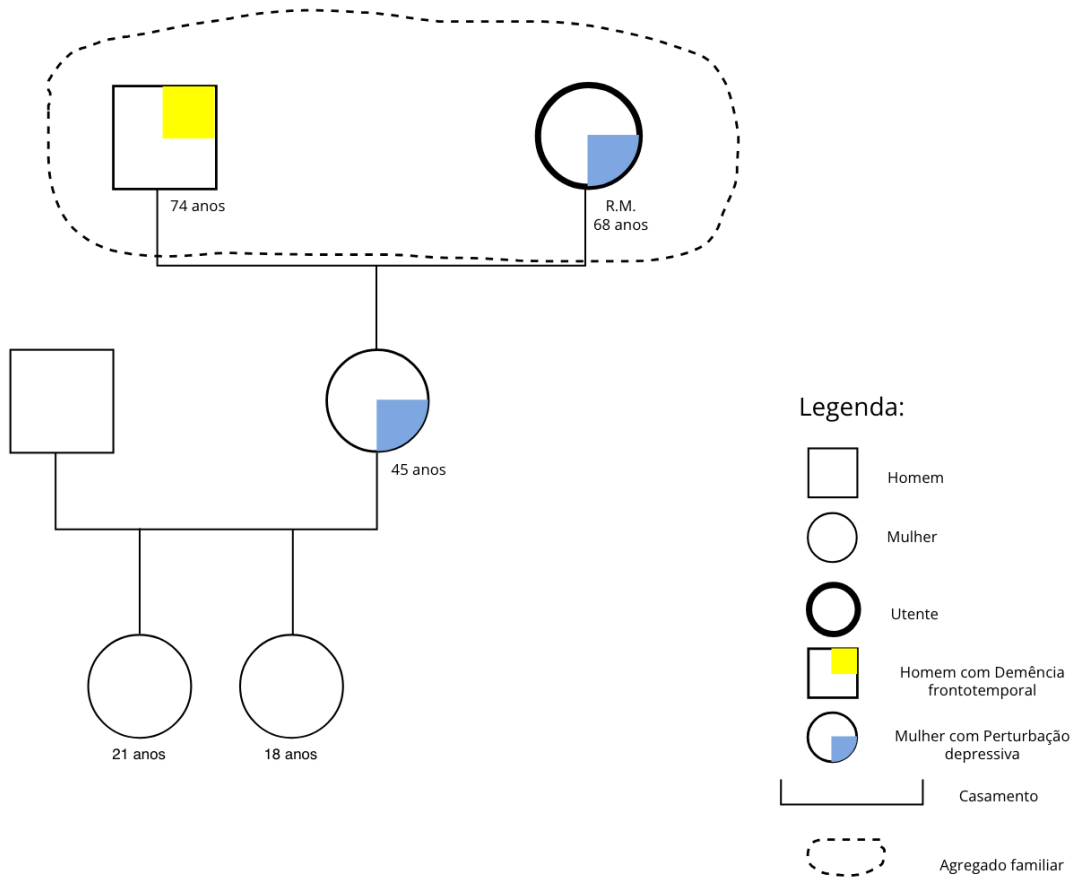 74 anos
R.M.
68 anos
45 anos
21 anos
18 anos
Legenda:
Homem
Mulher
Utente
Homem com Demência
frontotemporal
Mulher com Perturbação
depressiva
Casamento
Agregado familiar